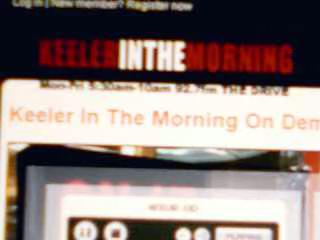 Log In | New member? Register now
KEELERINTHEMORNING
Mon-Fri 5:30am-10am 92.7fm THE DRIVE
Keeler In The Morning On Dem